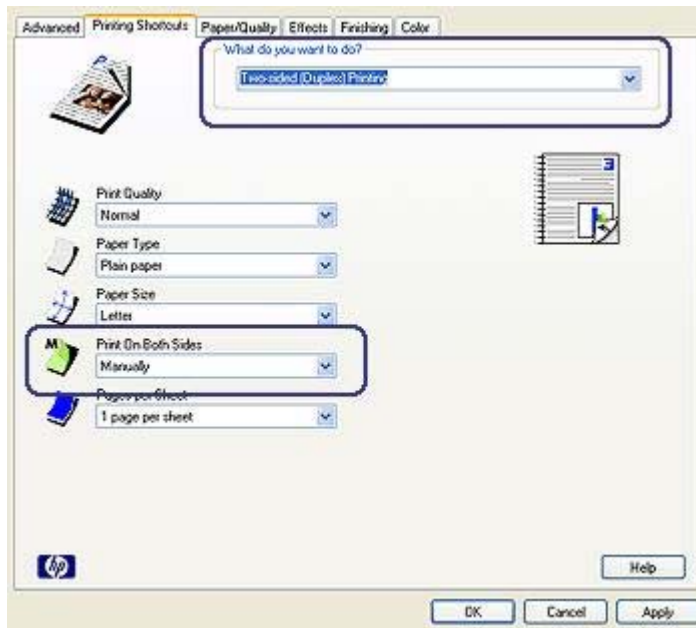 Advanced Printing Shortcuts Paper/Quality Effects Finishing Color
What do you want to do?
Two-sided (Duplex) Printing
3
Print Quality
Normal
Paper Type
Plain paper
Paper Size
Letter
M
Print On Both Sides
Manually
Pages per Sheet
1 page per sheet
hp
Help
OK Cancel Apply